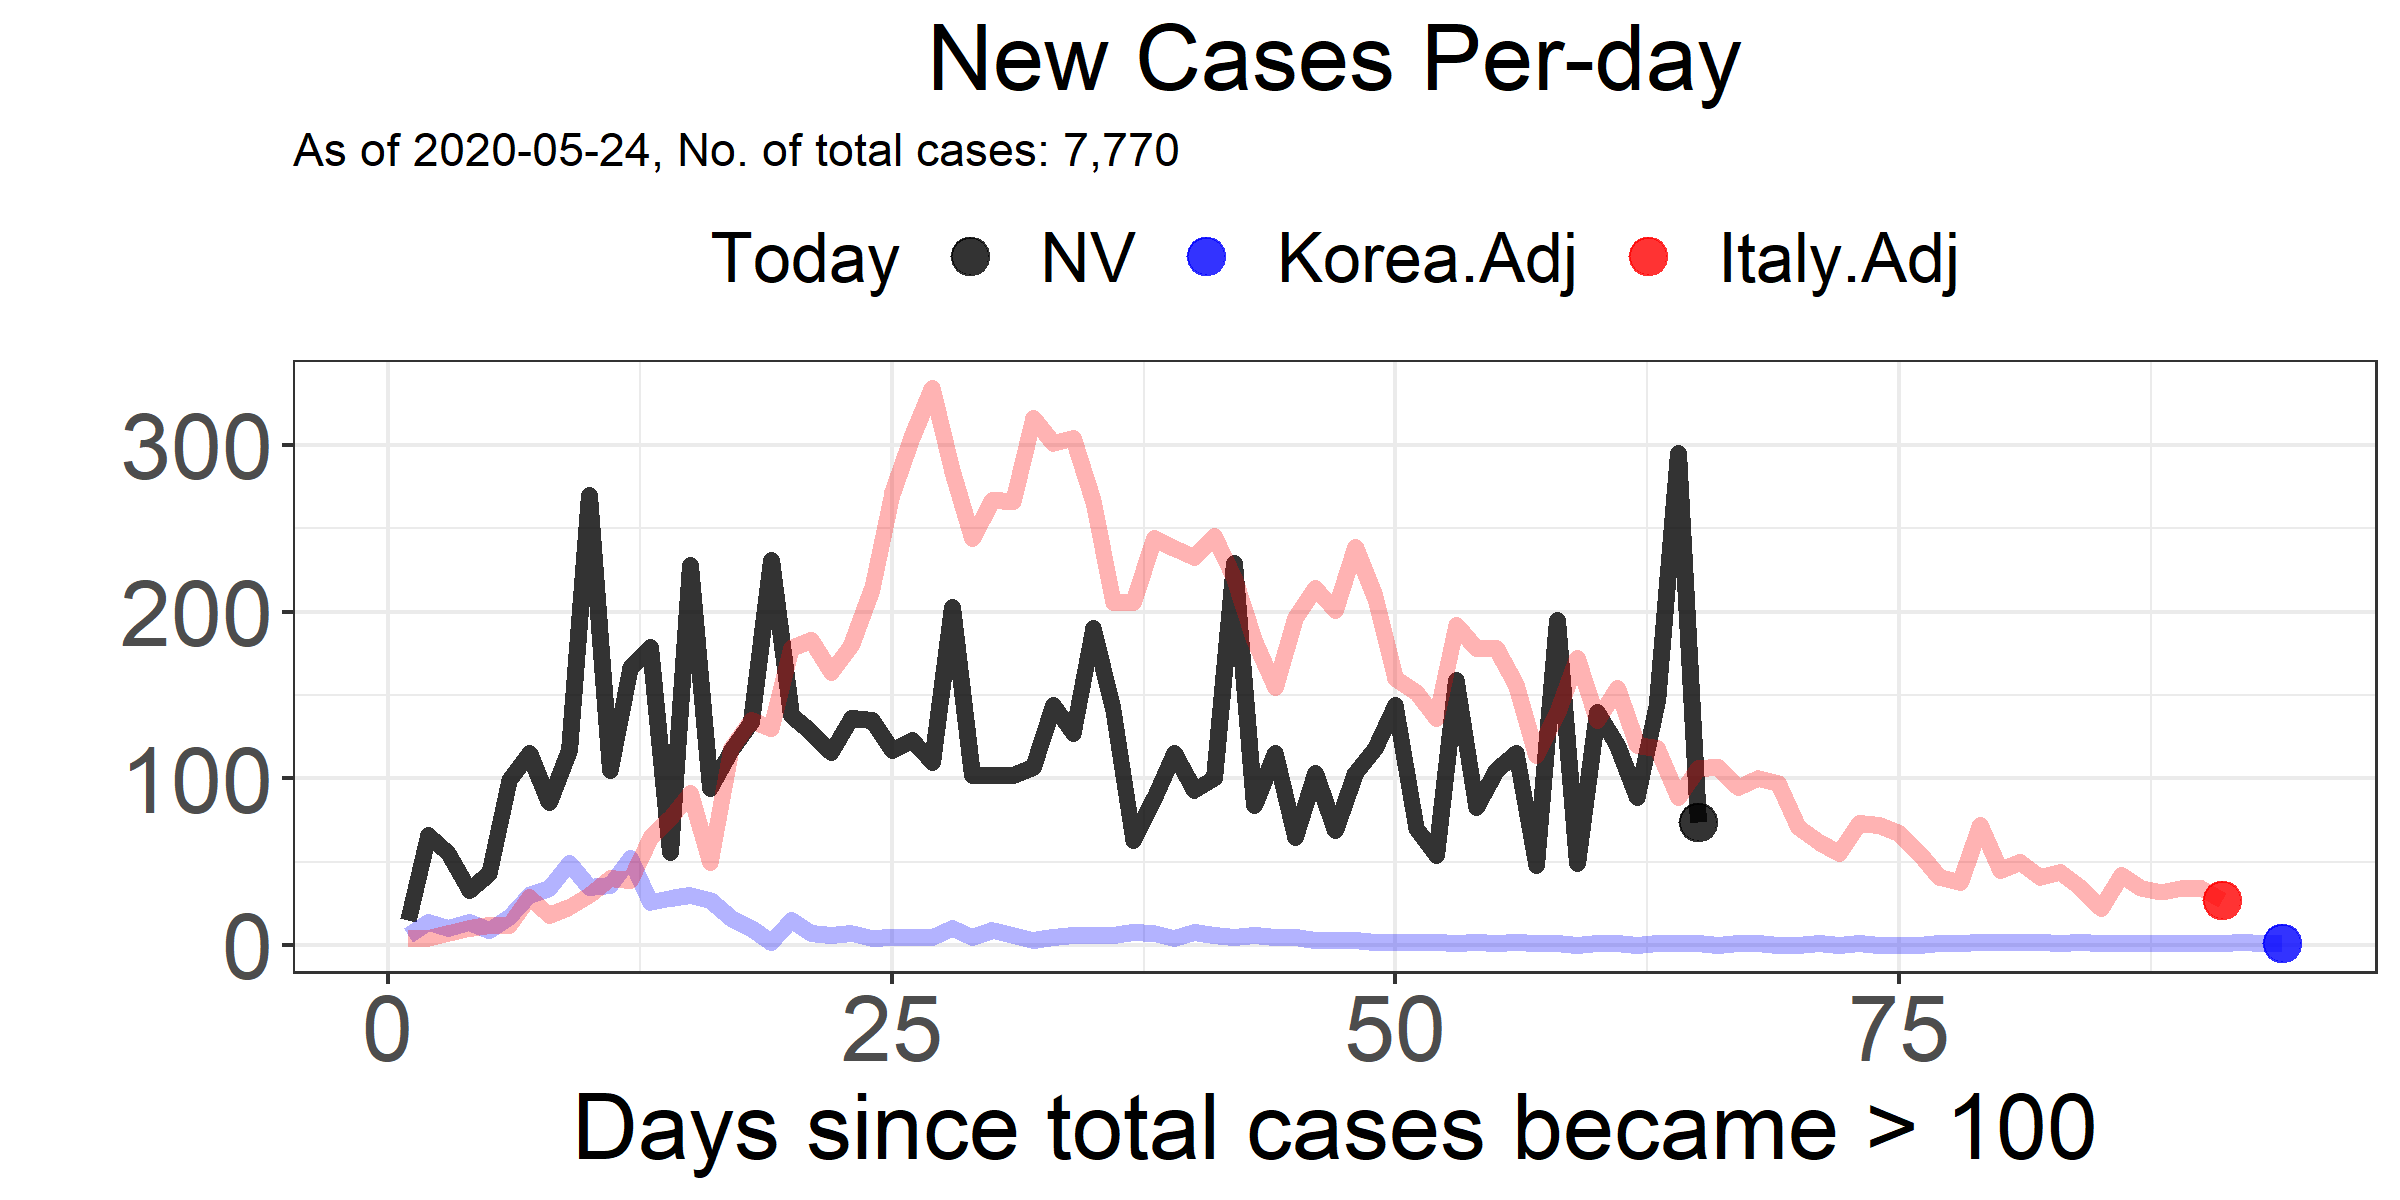 New Cases Per-day
As of 2020-05-24, No. of total cases: 7,770
Today NV Korea.Adj Italy.Adj
300
200
100
0
0 25 50 75
Days since total cases became > 100